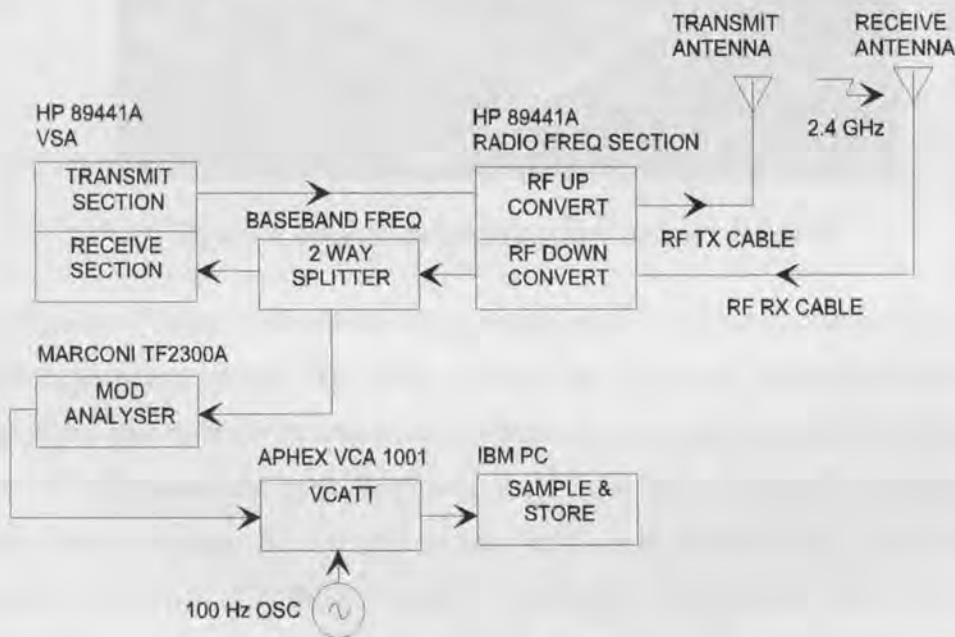 TRANSMIT
ANTENNA
RECEIVE
ANTENNA
2.4 GHz
HP 89441A
VSA
TRANSMIT
SECTION
RECEIVE
SECTION
BASEBAND FREQ
2 WAY
SPLITTER
HP 89441A
RADIO FREQ SECTION
RF UP
CONVERT
RF DOWN
CONVERT
RF TX CABLE
RF RX CABLE
MARCONI TF2300A
MOD
ANALYSER
APHEX VCA 1001
VCATT
IBM PC
SAMPLE &
STORE
100 Hz OSC